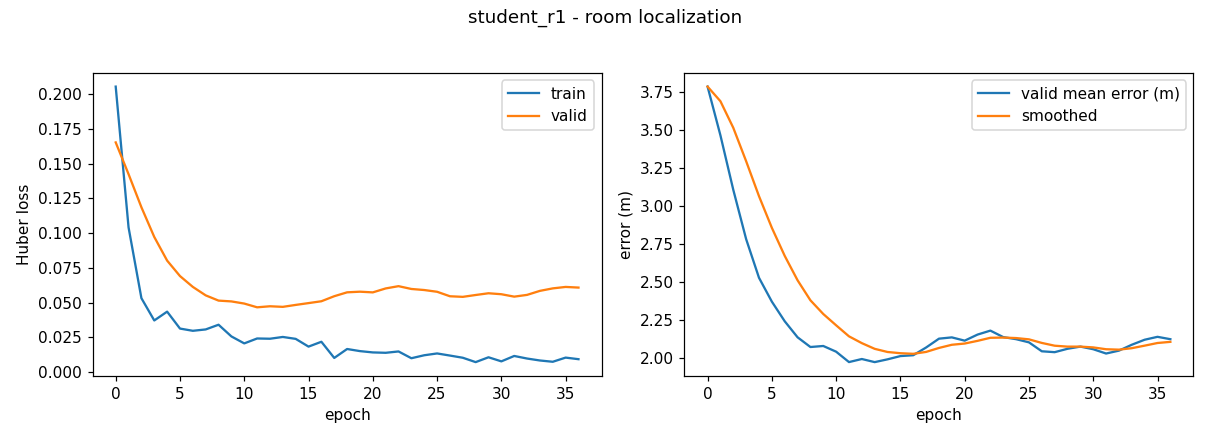 student_r1 - room localization
Huber loss
0.200
0.175
0.150
0.125
0.100
0.075
0.050
0.025
0.000
0 5 10 15 20 25 30 35
epoch
train
valid
error (m)
3.75
3.50
3.25
3.00
2.75
2.50
2.25
2.00
0 5 10 15 20 25 30 35
epoch
valid mean error (m)
smoothed